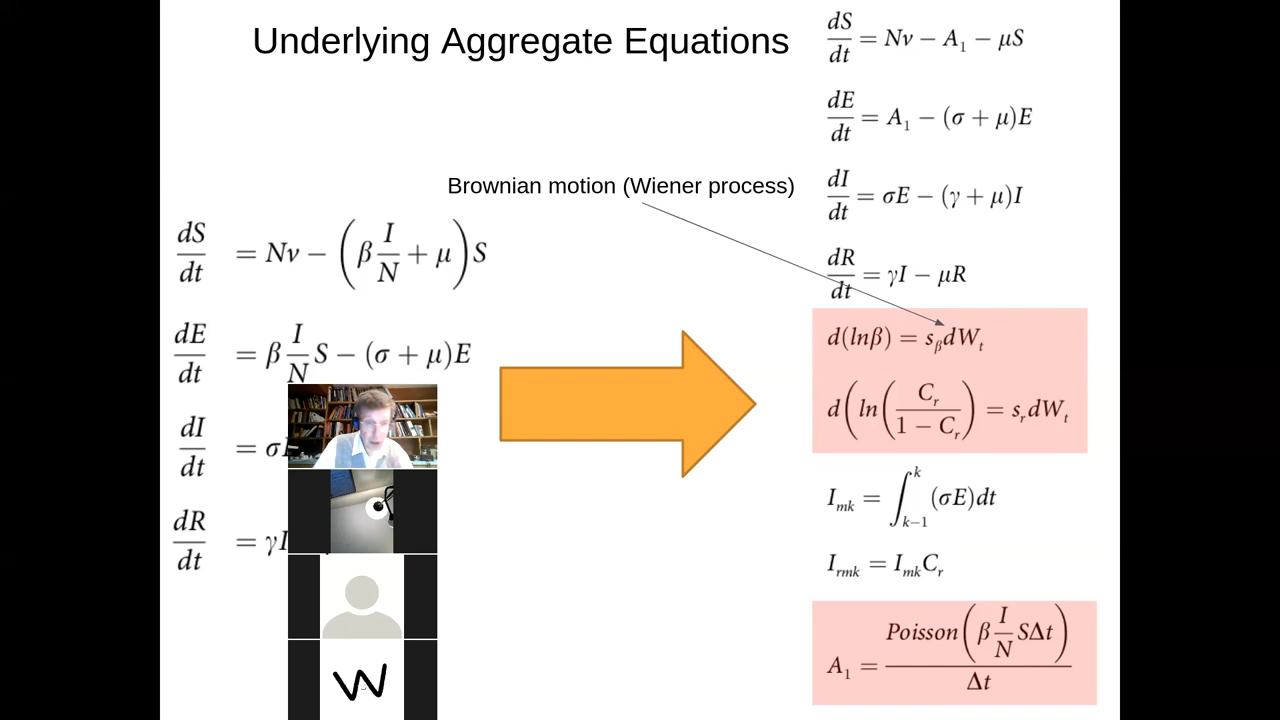 Underlying Aggregate Equations
Brownian motion (Wiener process)
dS/dt = Nν − (β I/N + μ)S
dE/dt = β I/N S − (σ + μ)E
dI/dt = σ
dR/dt = γI
dS/dt = Nν − A₁ − μS
dE/dt = A₁ − (σ + μ)E
dI/dt = σE − (γ + μ)I
dR/dt = γI − μR
d(lnβ) = s_β dW_t
d(ln(C_r/(1 − C_r)) = s_r dW_t
I_mk = ∫_{k−1}^{k} (σE)dt
I_rmk = I_mk C_r
A₁ = Poisson(β I/N SΔt)/Δt
W